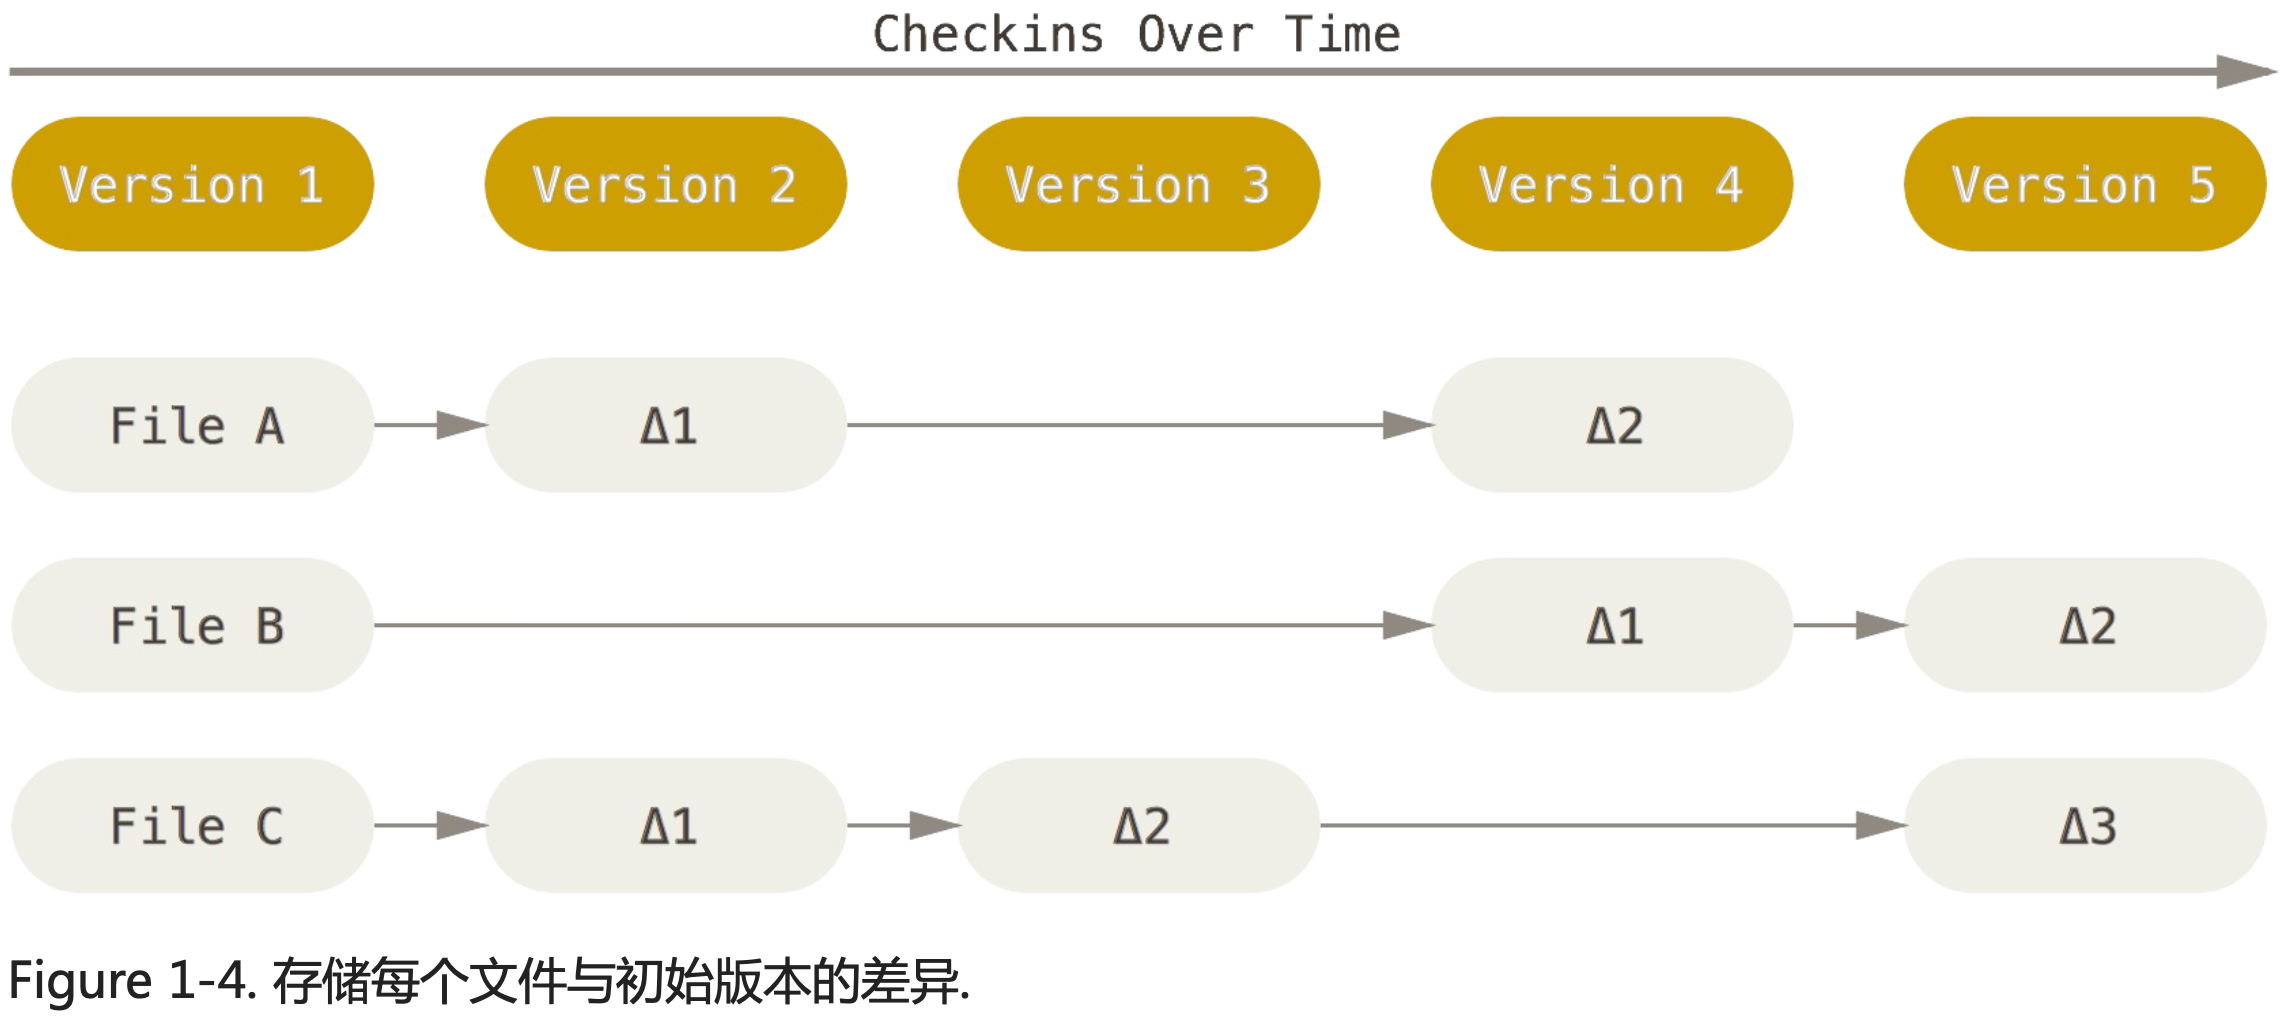 Checkins Over Time
Version 1 Version 2 Version 3 Version 4 Version 5
File A Δ1 Δ2
File B Δ1 Δ2
File C Δ1 Δ2 Δ3
Figure 1-4. 存储每个文件与初始版本的差异.